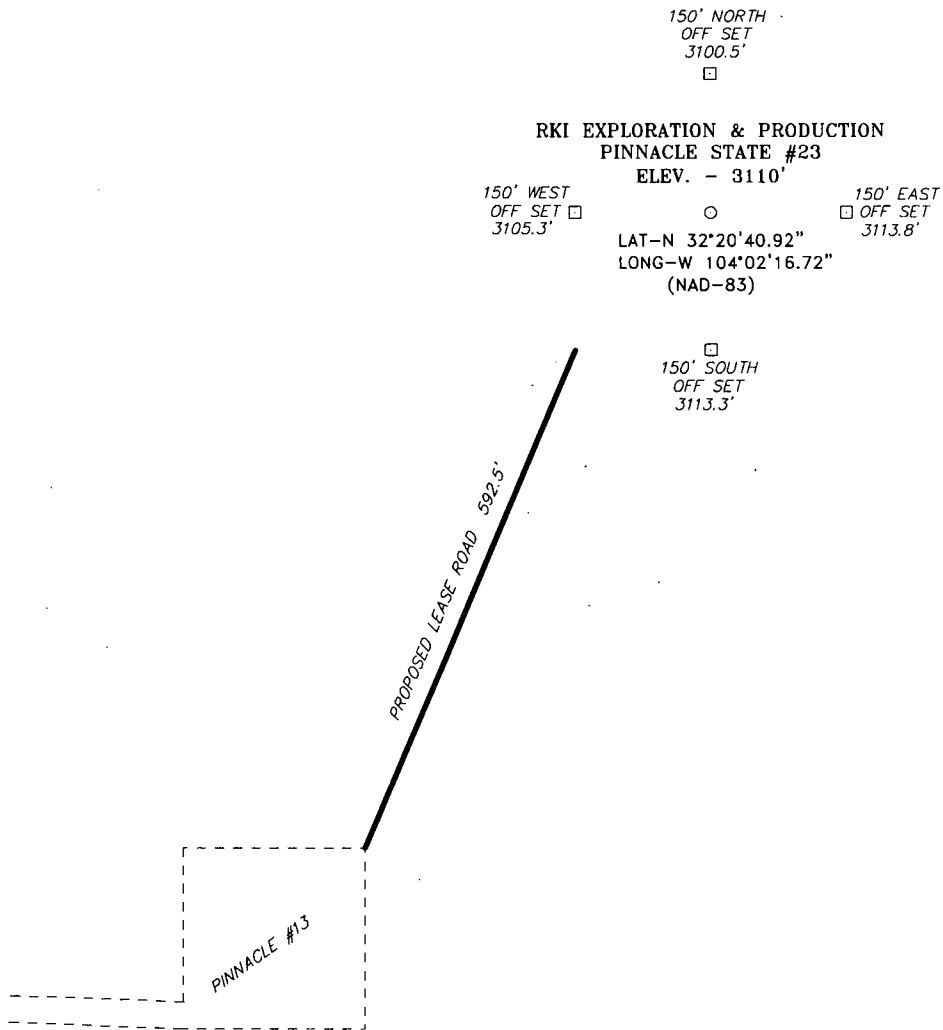 150' NORTH
OFF SET
3100.5'
RKI EXPLORATION & PRODUCTION
PINNACLE STATE #23
ELEV. - 3110'
150' WEST
OFF SET
3105.3'
150' EAST
OFF SET
3113.8'
LAT-N 32°20'40.92"
LONG-W 104°02'16.72"
(NAD-83)
150' SOUTH
OFF SET
3113.3'
PROPOSED LEASE ROAD 592.5'
PINNACLE #13